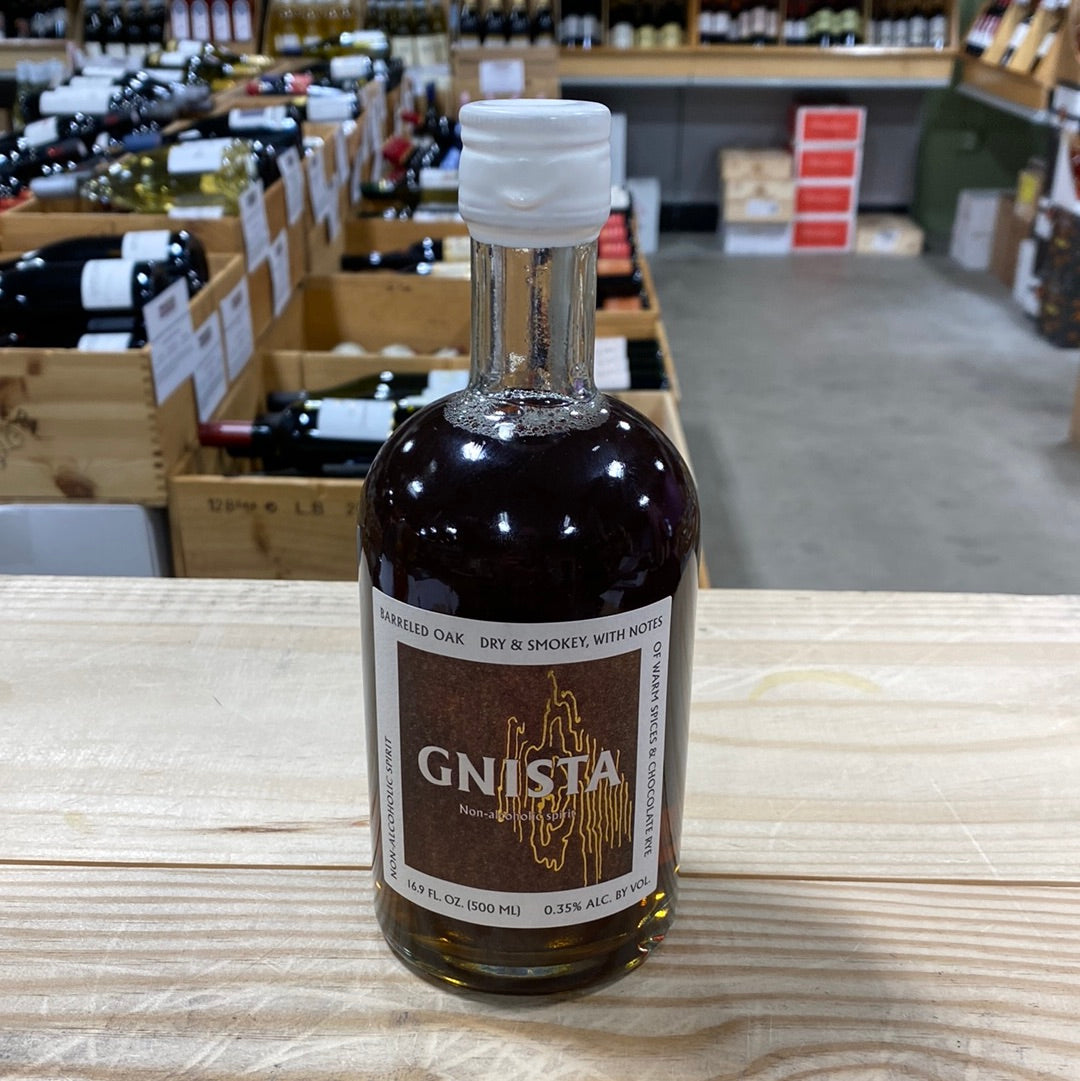 BARRELED OAK DRY & SMOKEY, WITH NOTES
OF WARM SPICES & CHOCOLATE RYE
GNISTA
Non-alcoholic spirit
NON-ALCOHOLIC SPIRIT
16.9 FL. OZ. (500 ML) 0.35% ALC. BY VOL.
L.B